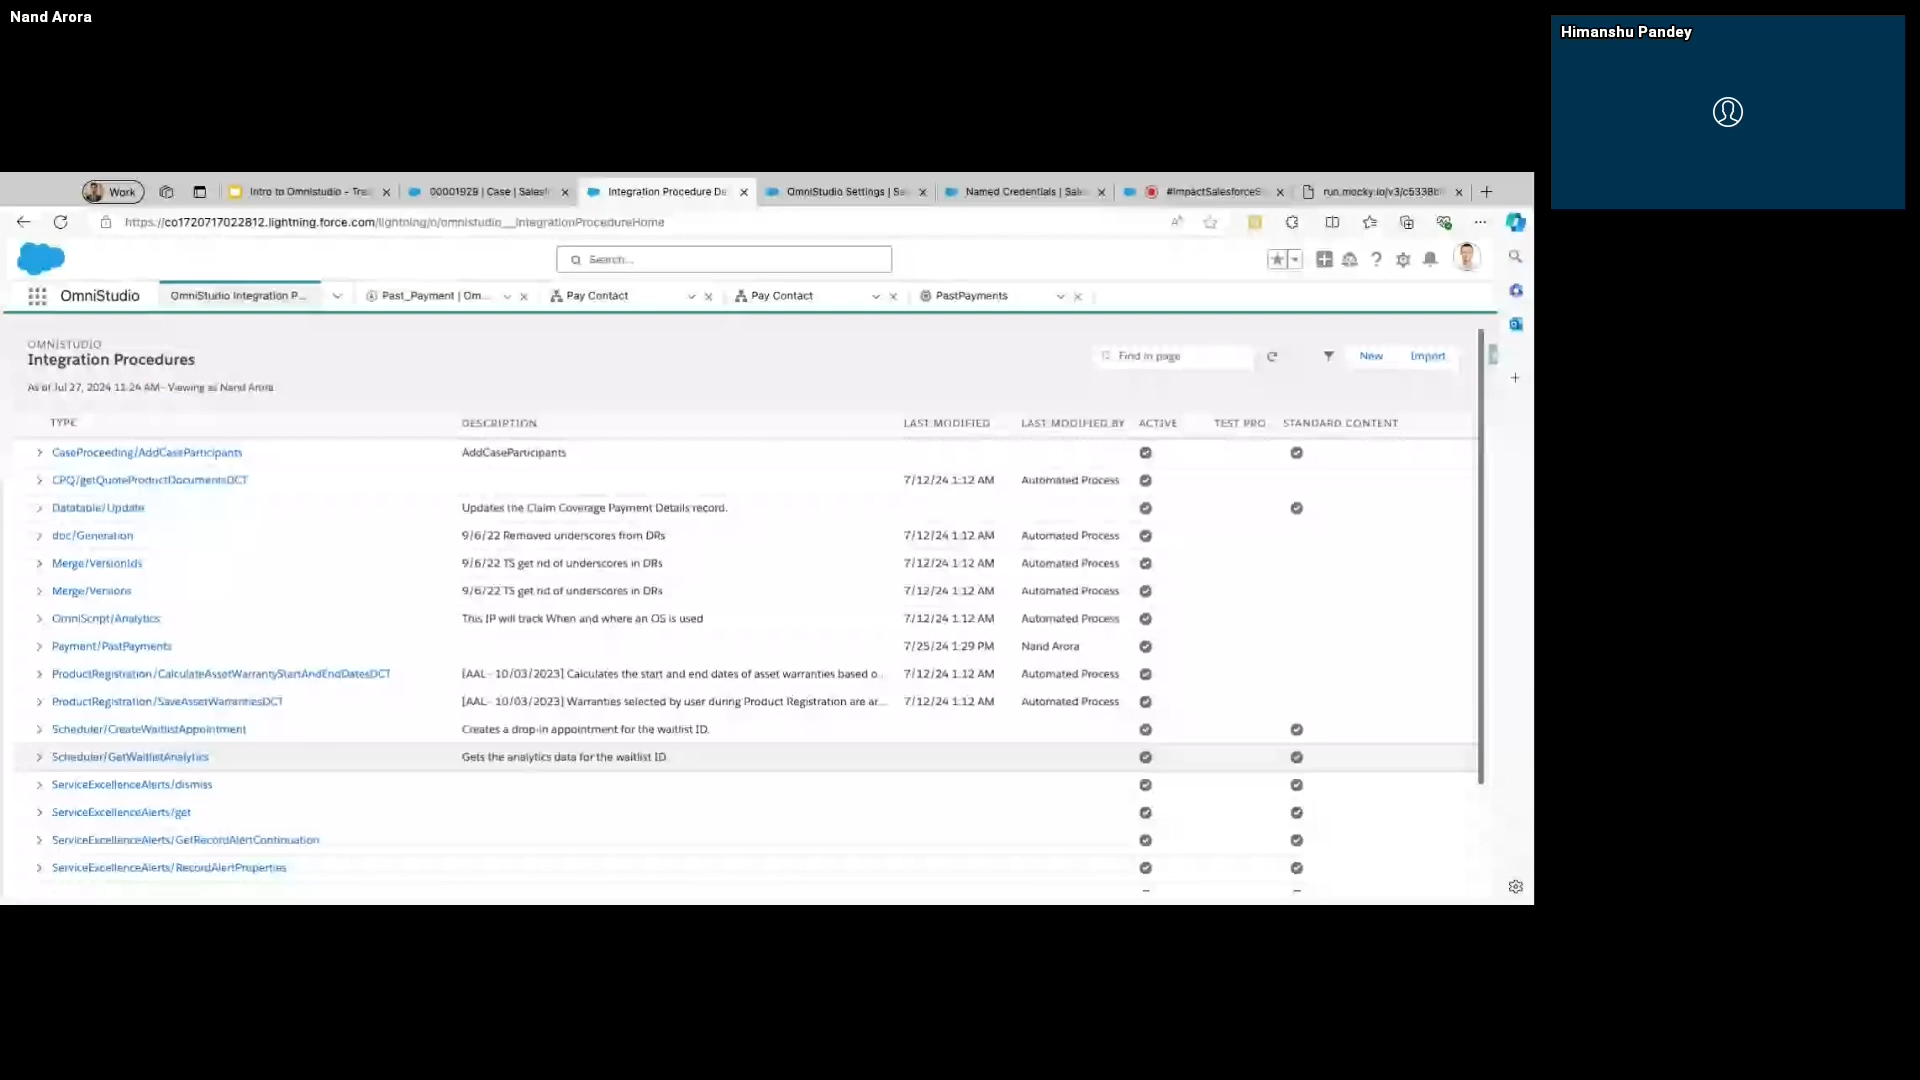 Nand Arora
Himanshu Pandey
Work
Intro to Omnistudio - Tra
00001929 | Case | Salesf
Integration Procedure De
OmniStudio Settings | Sa
Named Credentials | Sale
#ImpactSalesforceS
run.mocky.io/v3/c5338b
https://co1720717022812.lightning.force.com/lightning/n/omnistudio__IntegrationProcedureHome
Search...
OmniStudio
OmniStudio Integration P...
Past_Payment | Om...
Pay Contact
Pay Contact
PastPayments
OMNISTUDIO
Integration Procedures
As of Jul 27, 2024 11:24 AM - Viewing as Nand Arora
Find in page
New
Import
TYPE DESCRIPTION LAST MODIFIED LAST MODIFIED BY ACTIVE TEST PRO STANDARD CONTENT
CaseProceeding/AddCaseParticipants AddCaseParticipants
CPQ/getQuoteProductDocumentsDCT 7/12/24 1:12 AM Automated Process
Datatable/Update Updates the Claim Coverage Payment Details record.
doc/Generation 9/6/22 Removed underscores from DRs 7/12/24 1:12 AM Automated Process
Merge/VersionIds 9/6/22 TS get rid of underscores in DRs 7/12/24 1:12 AM Automated Process
Merge/Versions 9/6/22 TS get rid of underscores in DRs 7/12/24 1:12 AM Automated Process
OmniScript/Analytics This IP will track When and where an OS is used 7/12/24 1:12 AM Automated Process
Payment/PastPayments 7/25/24 1:29 PM Nand Arora
ProductRegistration/CalculateAssetWarrantyStartAndEndDatesDCT [AAL - 10/03/2023] Calculates the start and end dates of asset warranties based o... 7/12/24 1:12 AM Automated Process
ProductRegistration/SaveAssetWarrantiesDCT [AAL- 10/03/2023] Warranties selected by user during Product Registration are ar... 7/12/24 1:12 AM Automated Process
Scheduler/CreateWaitlistAppointment Creates a drop-in appointment for the waitlist ID.
Scheduler/GetWaitlistAnalytics Gets the analytics data for the waitlist ID
ServiceExcellenceAlerts/dismiss
ServiceExcellenceAlerts/get
ServiceExcellenceAlerts/GetRecordAlertContinuation
ServiceExcellenceAlerts/RecordAlertProperties